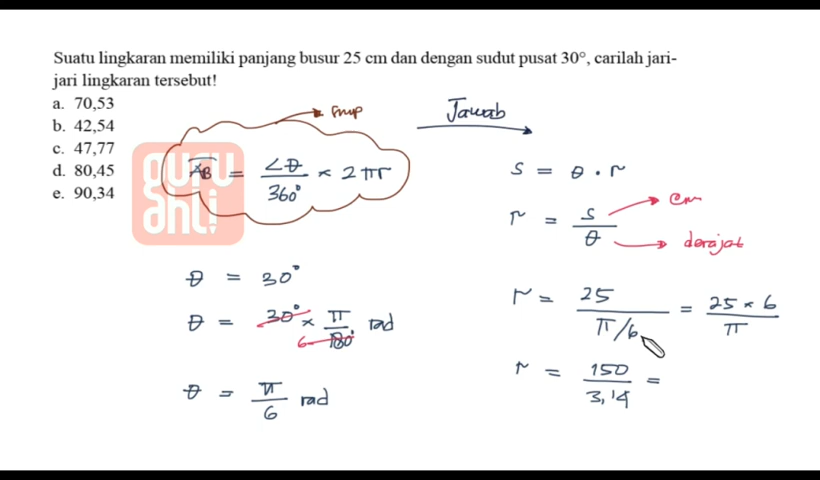 Suatu lingkaran memiliki panjang busur 25 cm dan dengan sudut pusat 30°, carilah jari-
jari lingkaran tersebut!
a. 70,53
b. 42,54
c. 47,77
d. 80,45
e. 90,34
guru
ahli
AB = ∠θ / 360° × 2πr
θ = 30°
θ = 30° × π / 180° rad
6
θ = π / 6 rad
Jawab
s = θ . r
r = s / θ
cm
derajat
r = 25 / π/6 = 25 × 6 / π
r = 150 / 3,14 =